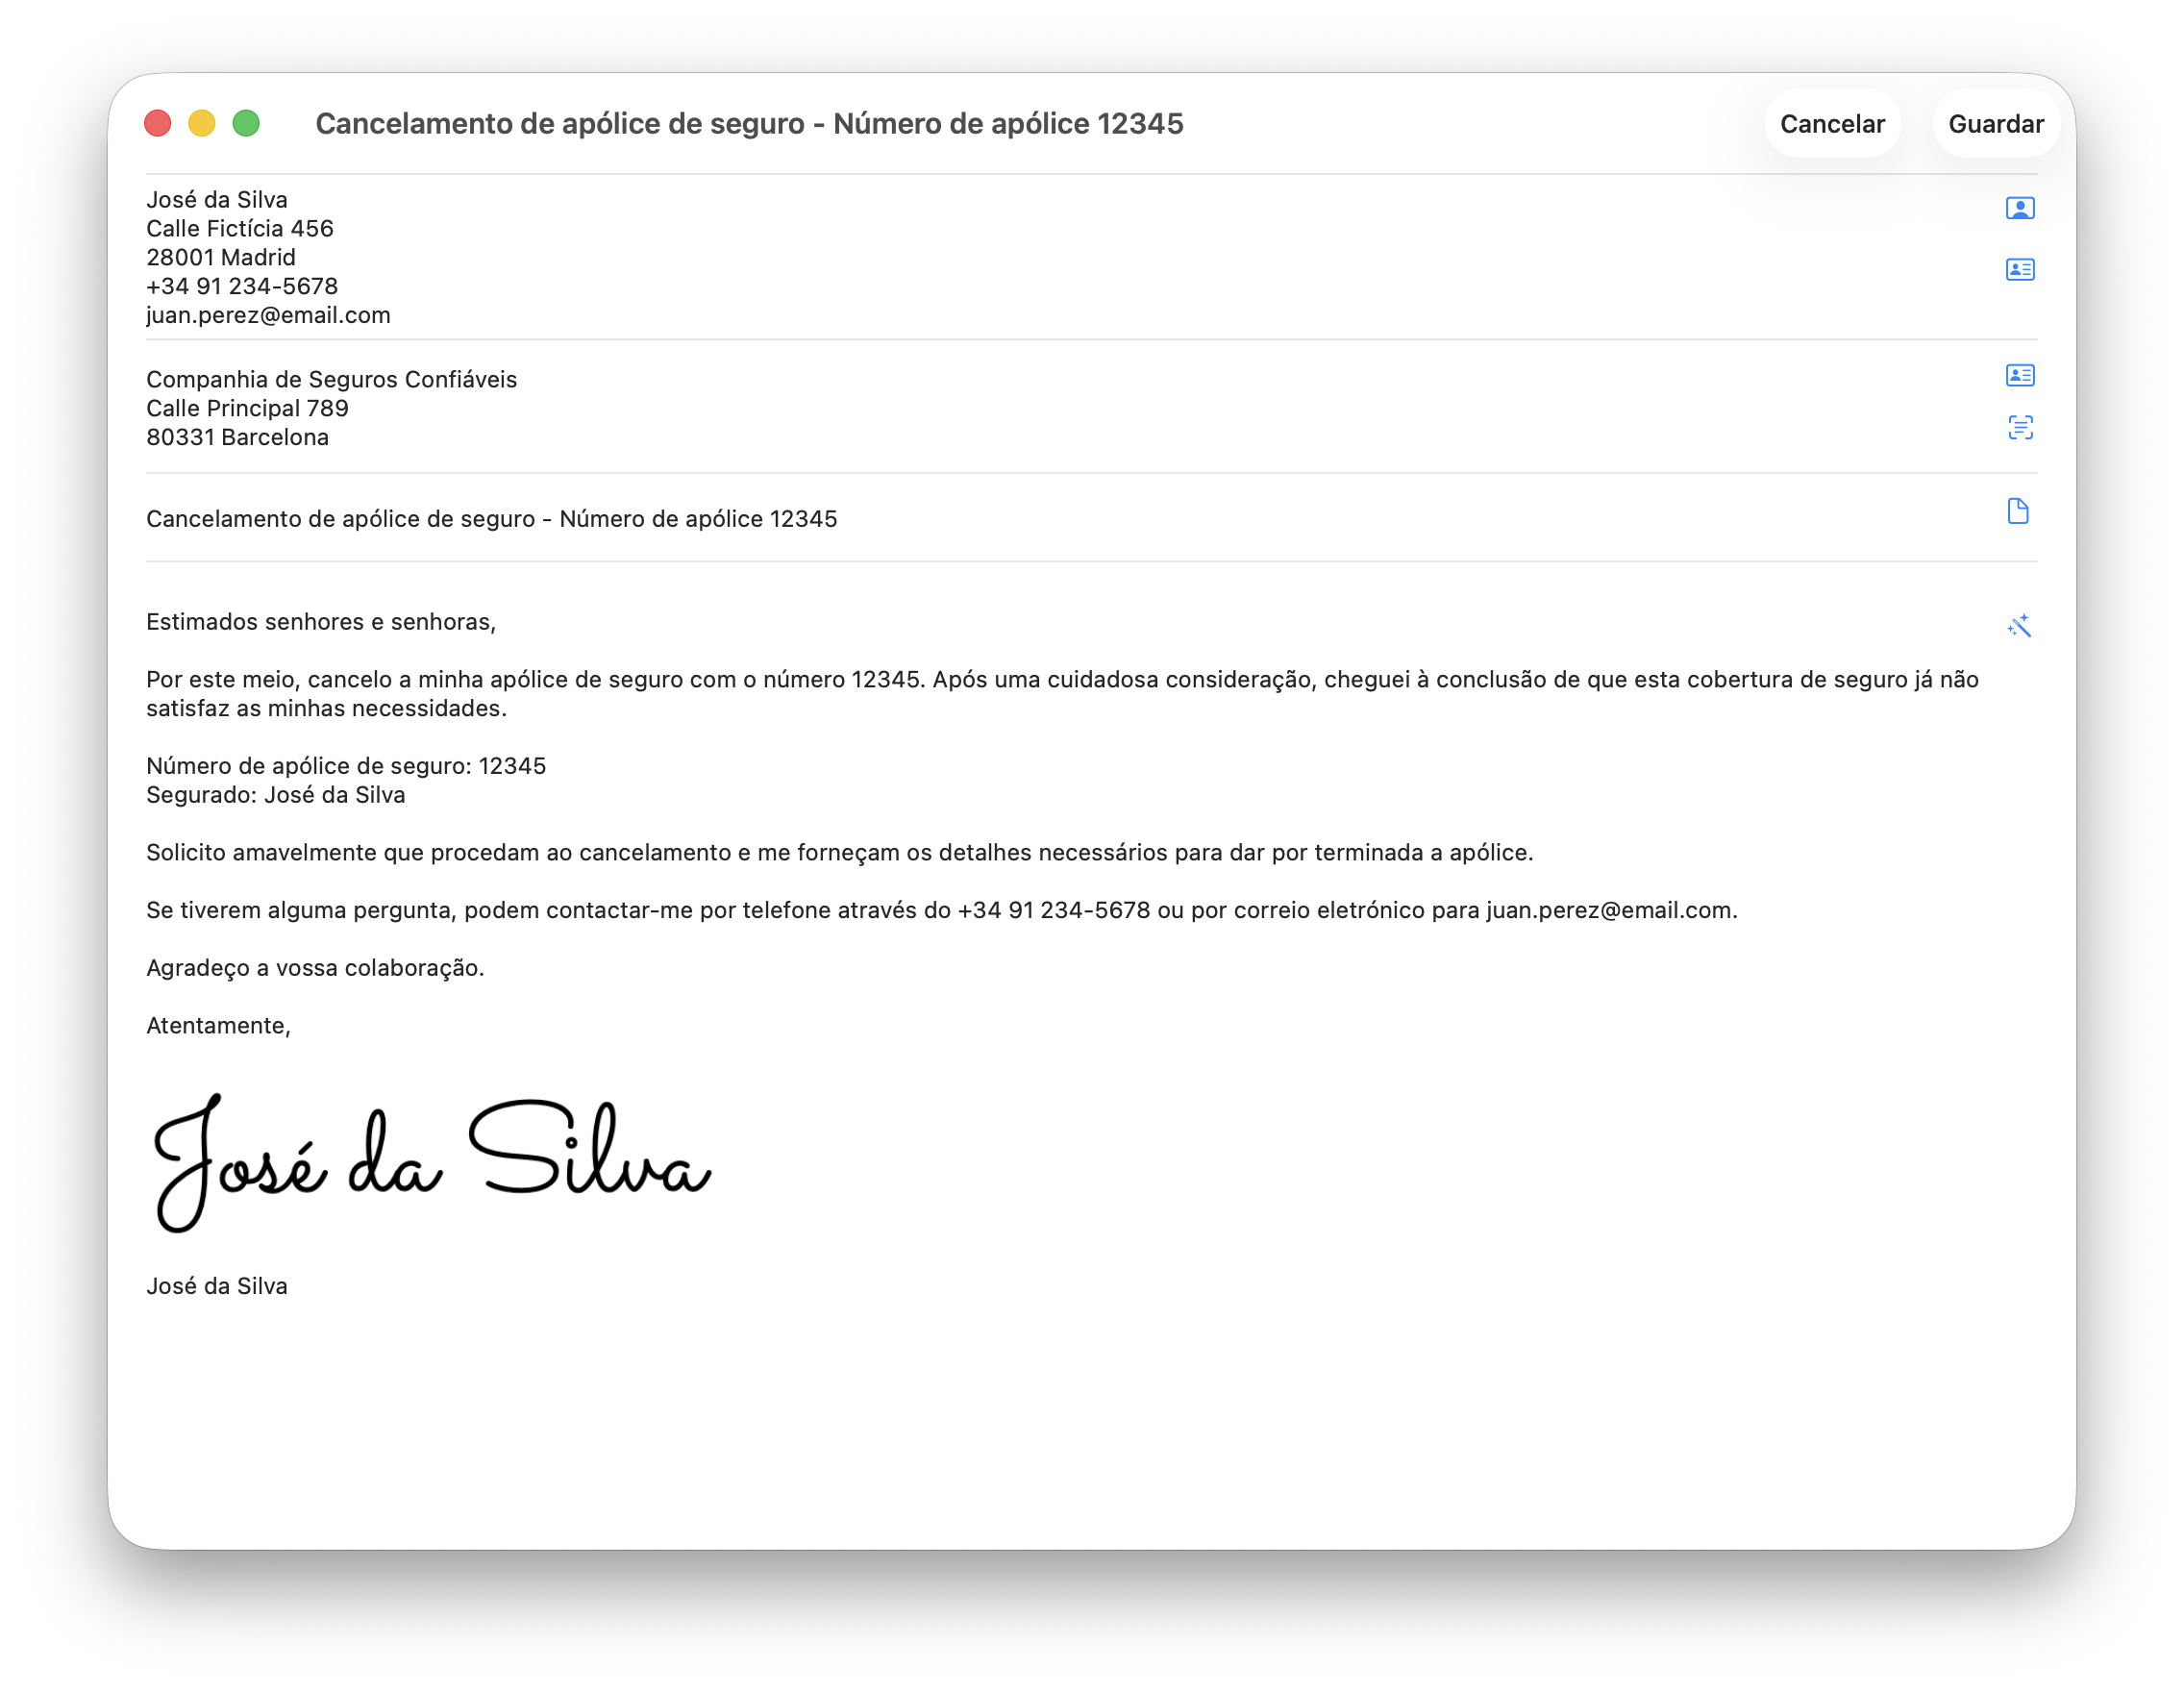 Cancelamento de apólice de seguro - Número de apólice 12345
Cancelar
Guardar
José da Silva
Calle Fictícia 456
28001 Madrid
+34 91 234-5678
juan.perez@email.com
Companhia de Seguros Confiáveis
Calle Principal 789
80331 Barcelona
Cancelamento de apólice de seguro - Número de apólice 12345
Estimados senhores e senhoras,
Por este meio, cancelo a minha apólice de seguro com o número 12345. Após uma cuidadosa consideração, cheguei à conclusão de que esta cobertura de seguro já não
satisfaz as minhas necessidades.
Número de apólice de seguro: 12345
Segurado: José da Silva
Solicito amavelmente que procedam ao cancelamento e me forneçam os detalhes necessários para dar por terminada a apólice.
Se tiverem alguma pergunta, podem contactar-me por telefone através do +34 91 234-5678 ou por correio eletrónico para juan.perez@email.com.
Agradeço a vossa colaboração.
Atentamente,
José da Silva
José da Silva